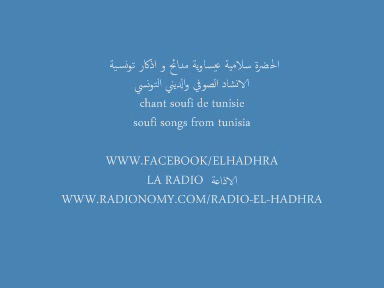 الحضرة سلامية عيساوية مدائح و اذكار تونسية
الانشاد الصوفي والديني التونسي
chant soufi de tunisie
soufi songs from tunisia
WWW.FACEBOOK/ELHADHRA
LA RADIO الاذاعة
WWW.RADIONOMY.COM/RADIO-EL-HADHRA